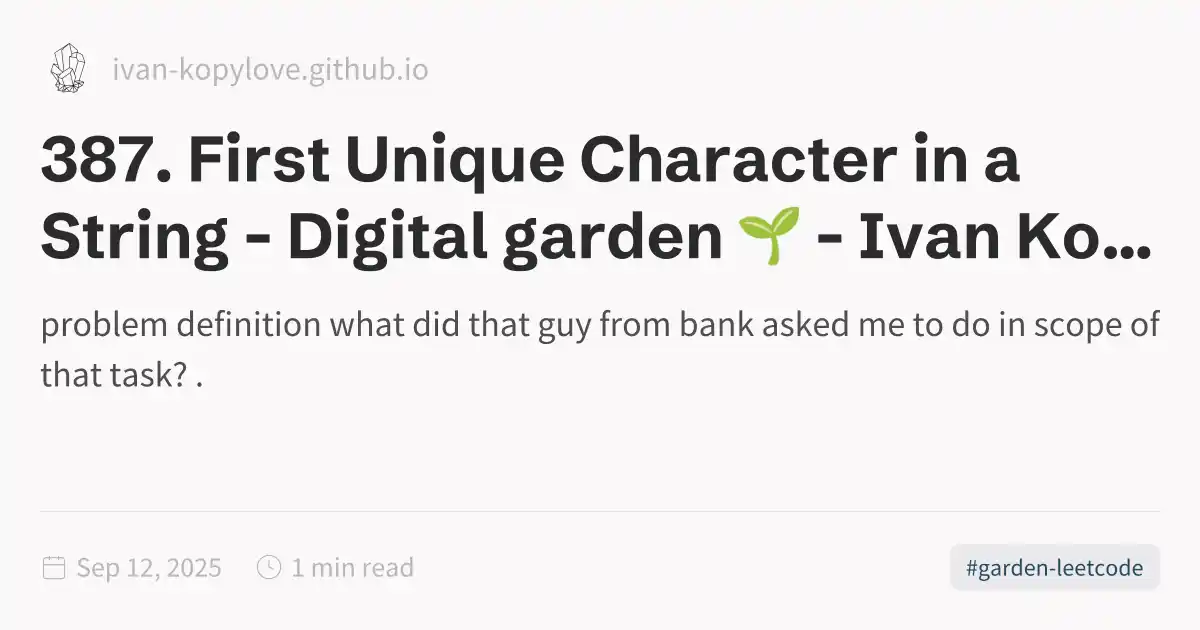 ivan-kopylove.github.io
387. First Unique Character in a
String - Digital garden 🌱 - Ivan Ko...
problem definition what did that guy from bank asked me to do in scope of
that task? .
Sep 12, 2025 1 min read
#garden-leetcode